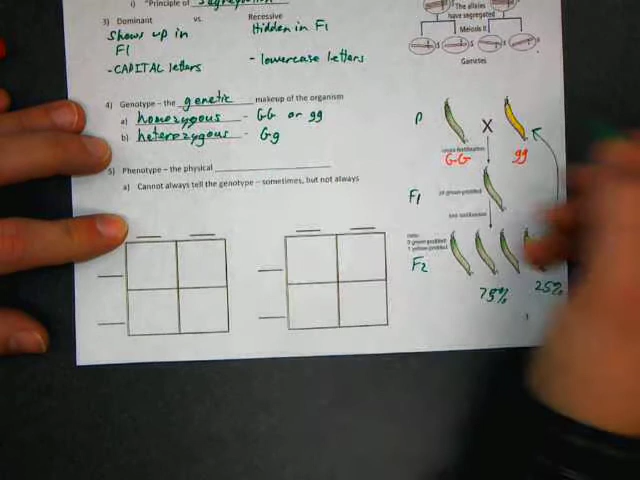 i) "Principle of segregation
3) Dominant vs. Recessive
Shows up in F1
Hidden in F1
-CAPITAL letters
- lowercase letters
4) Genotype – the genetic makeup of the organism
a) homozygous - GG or gg
b) heterozygous - Gg
5) Phenotype – the physical
a) Cannot always tell the genotype – sometimes, but not always
The alleles
have segregated
Meiosis II
Gametes
P
X
cross-fertilization
GG
gg
F1
F2
75%
25%